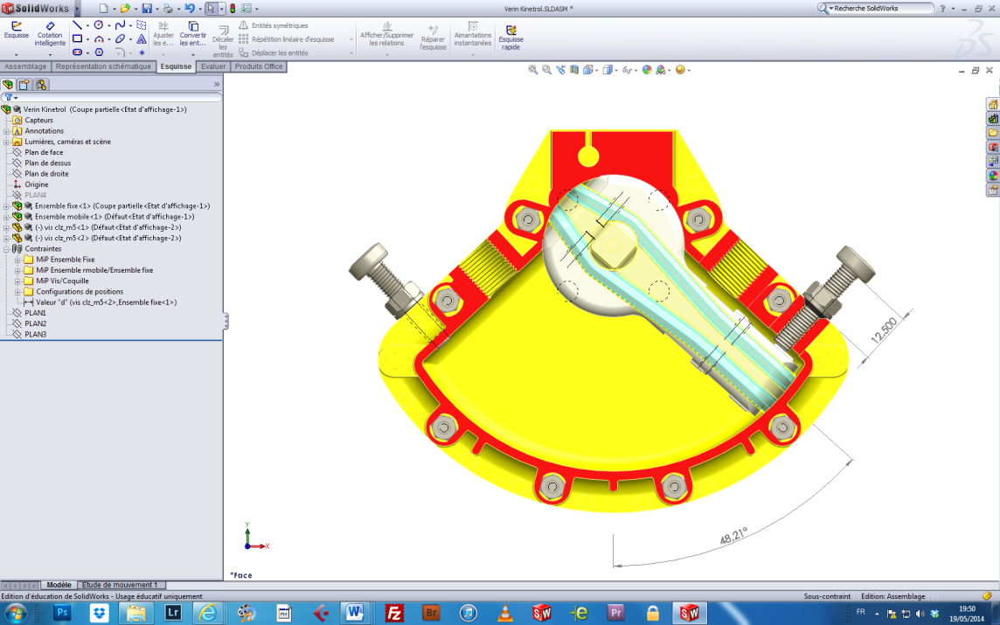 SolidWorks
Verin Kinetrol.SLDASM *
Recherche SolidWorks
Esquisse
Cotation
intelligente
Ajuster
les e...
Convertir
les ent...
Décaler
les
entités
Entités symétriques
Répétition linéaire d'esquisse
Déplacer les entités
Afficher/Supprimer
les relations
Réparer
l'esquisse
Aimantations
instantanées
Esquisse
rapide
Assemblage
Représentation schématique
Esquisse
Evaluer
Produits Office
Verin Kinetrol (Coupe partielle<Etat d'affichage-1>)
Capteurs
Annotations
Lumières, caméras et scène
Plan de face
Plan de dessus
Plan de droite
Origine
PLAN4
Ensemble fixe<1> (Coupe partielle<Etat d'affichage-1>)
Ensemble mobile<1> (Défaut<Etat d'affichage-1>)
(-) vis clz_m5<1> (Défaut<Etat d'affichage-2>)
(-) vis clz_m5<2> (Défaut<Etat d'affichage-2>)
Contraintes
MiP Ensemble Fixe
MiP Ensemble rmobile/Ensemble fixe
MiP Vis/Coquille
Configurations de positions
Valeur "d" (vis clz_m5<2>,Ensemble fixe<1>)
PLAN1
PLAN2
PLAN3
12,500
48,21°
Y
X
*Face
Modèle
Etude de mouvement 1
Edition d'éducation de SolidWorks - Usage éducatif uniquement
Sous-contraint
Edition: Assemblage
Ps
Lr
W
Fz
Br
e
Pr
SW
FR
19:50
19/05/2014